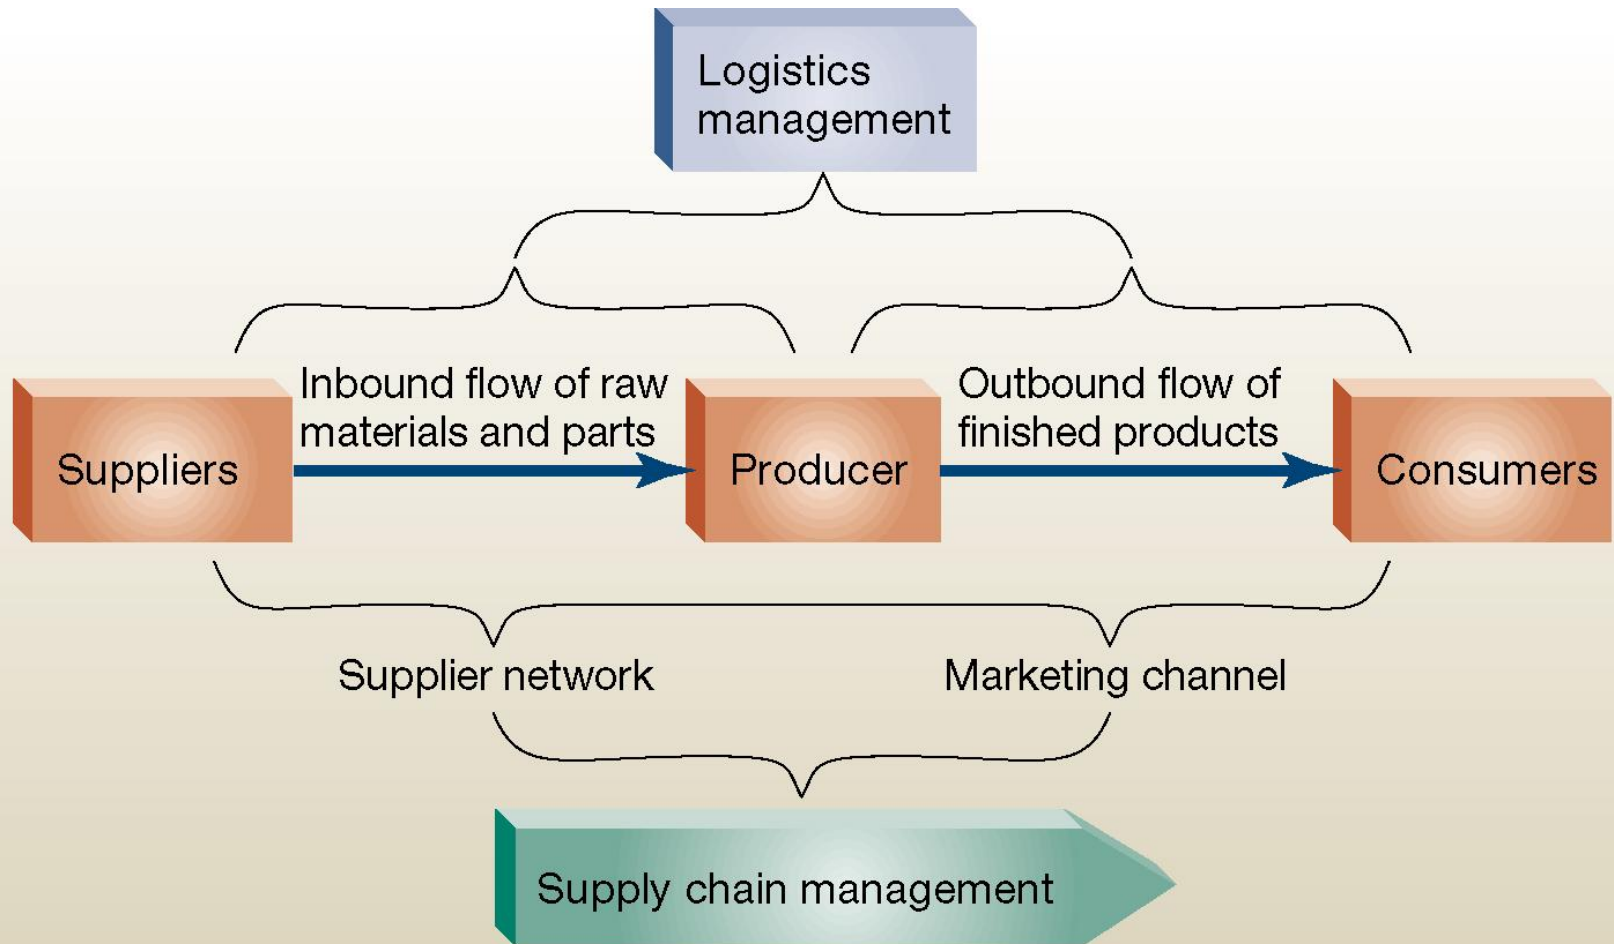 Logistics
management
Inbound flow of raw
materials and parts
Outbound flow of
finished products
Suppliers
Producer
Consumers
Supplier network
Marketing channel
Supply chain management